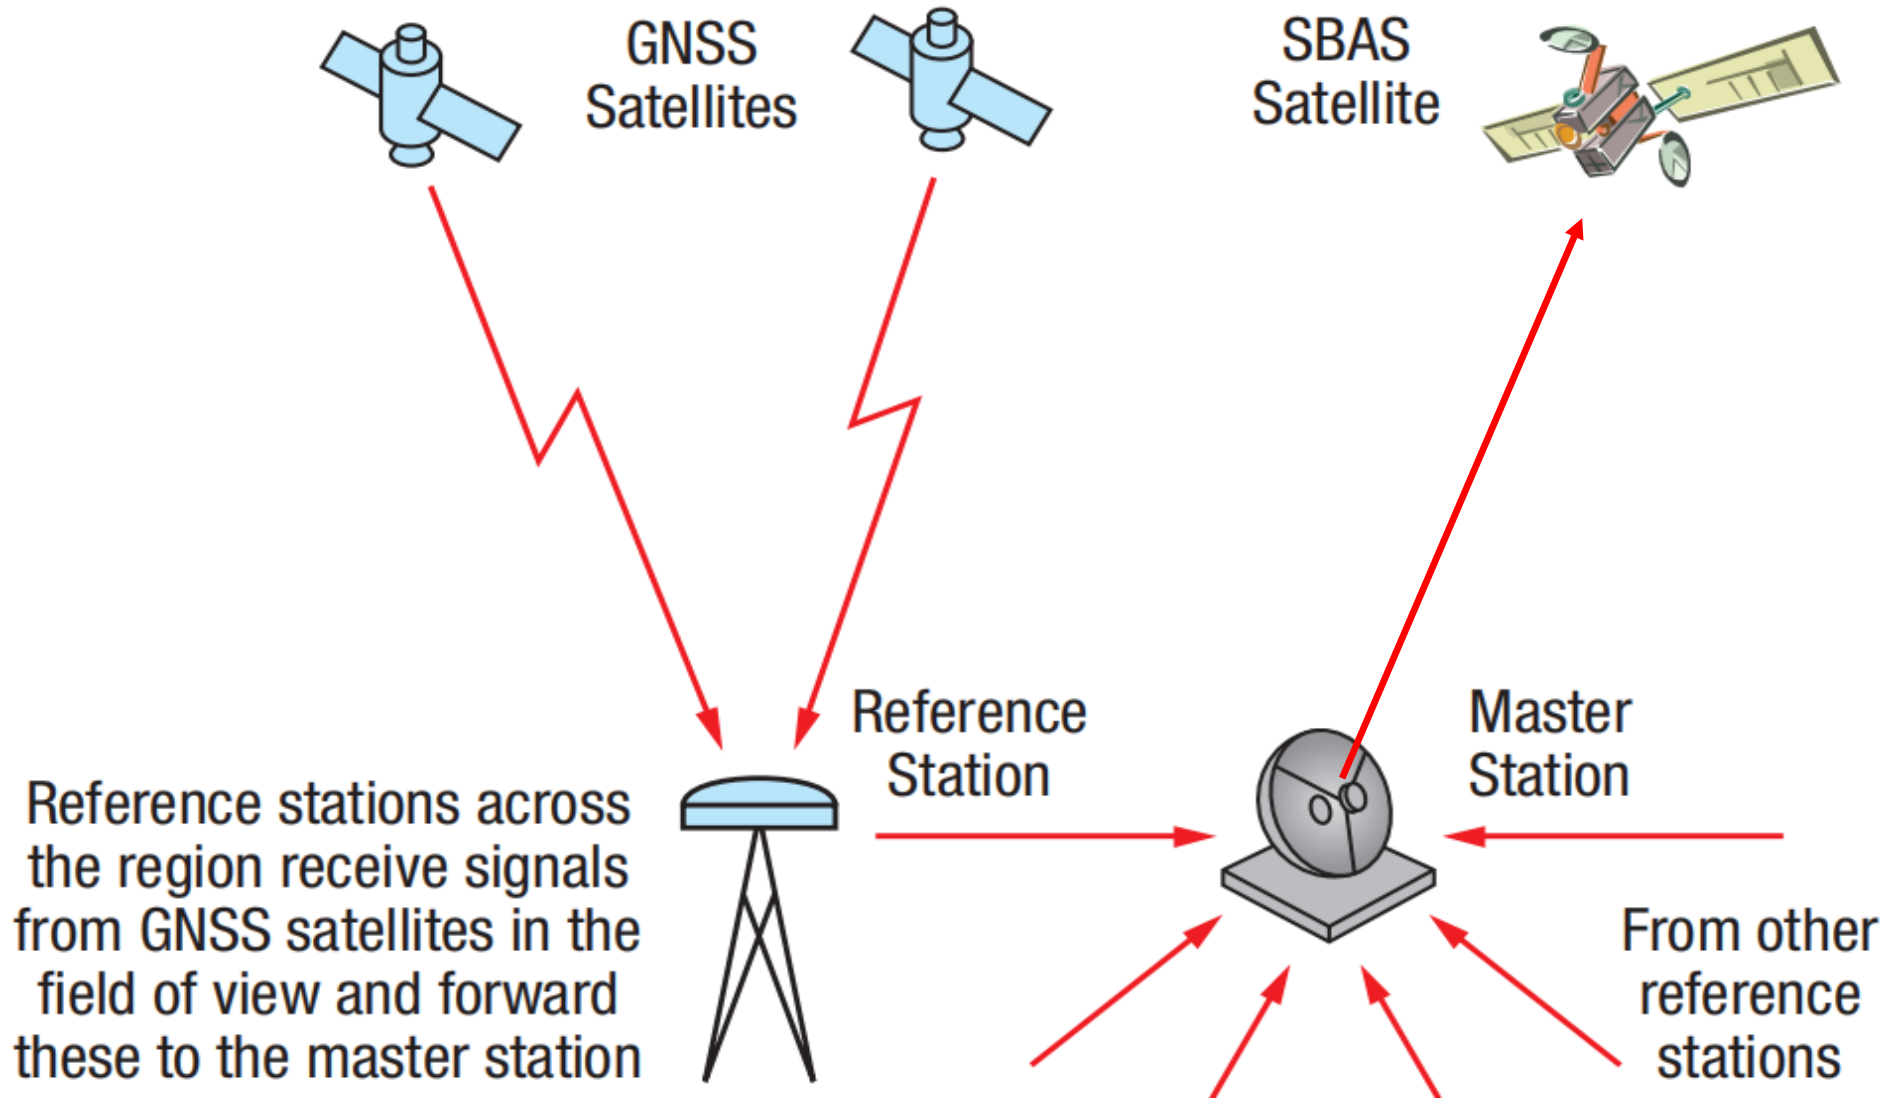 GNSS
Satellites
SBAS
Satellite
Reference
Station
Master
Station
Reference stations across
the region receive signals
from GNSS satellites in the
field of view and forward
these to the master station
From other
reference
stations